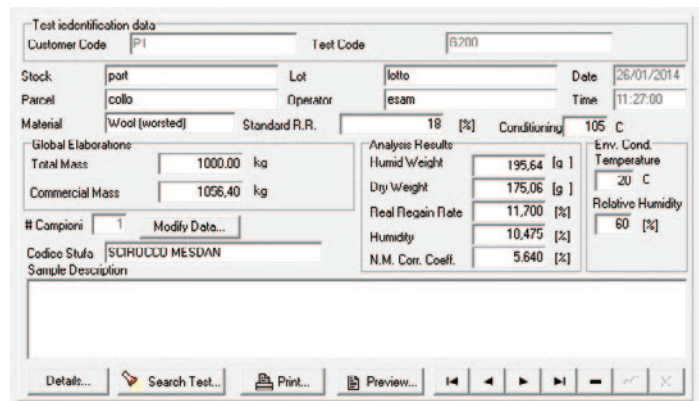 Test iedentification data
Customer Code PI Test Code G200
Stock part Lot lotto Date 26/01/2014
Parcel collo Operator esam Time 11:27:00
Material Wool (worsted) Standard R.R. 18 [%] Conditioning 105 C
Global Elaborations Analysis Results Env. Cond.
Total Mass 1000.00 kg Humid Weight 195,64 [g ] Temperature
20 C
Commercial Mass 1056,40 kg Dry Weight 175,06 [g ]
Real Regain Rate 11,700 [%] Relative Humidity
# Campioni 1 Modify Data... Humidity 10,475 [%] 60 [%]
Codice Stufa SCIROCCO MESDAN N.M. Corr. Coeff. 5.640 [%]
Sample Description
Details... Search Test... Print... Preview...